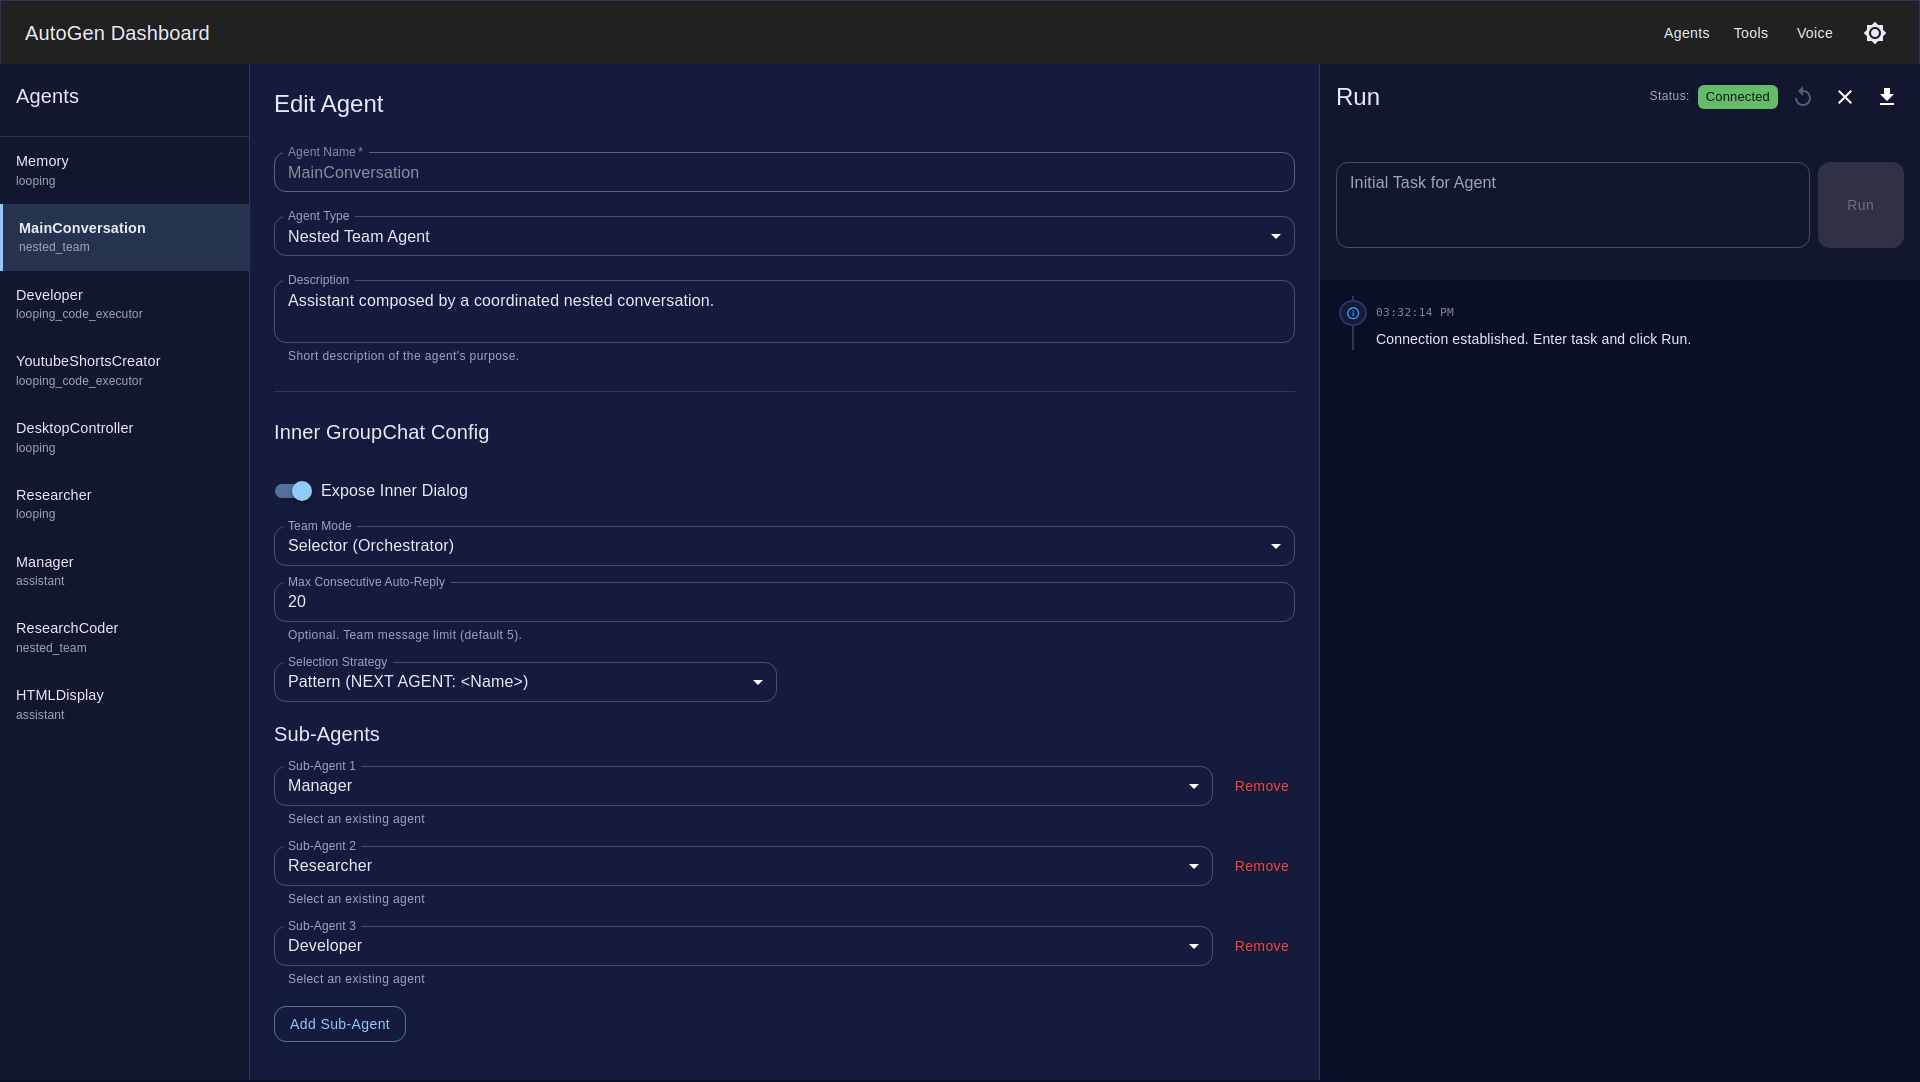 AutoGen Dashboard
Agents Tools Voice
Agents
Memory
looping
MainConversation
nested_team
Developer
looping_code_executor
YoutubeShortsCreator
looping_code_executor
DesktopController
looping
Researcher
looping
Manager
assistant
ResearchCoder
nested_team
HTMLDisplay
assistant
Edit Agent
Agent Name *
MainConversation
Agent Type
Nested Team Agent
Description
Assistant composed by a coordinated nested conversation.
Short description of the agent's purpose.
Inner GroupChat Config
Expose Inner Dialog
Team Mode
Selector (Orchestrator)
Max Consecutive Auto-Reply
20
Optional. Team message limit (default 5).
Selection Strategy
Pattern (NEXT AGENT: <Name>)
Sub-Agents
Sub-Agent 1
Manager
Remove
Select an existing agent
Sub-Agent 2
Researcher
Remove
Select an existing agent
Sub-Agent 3
Developer
Remove
Select an existing agent
Add Sub-Agent
Run
Status: Connected
Initial Task for Agent
Run
03:32:14 PM
Connection established. Enter task and click Run.